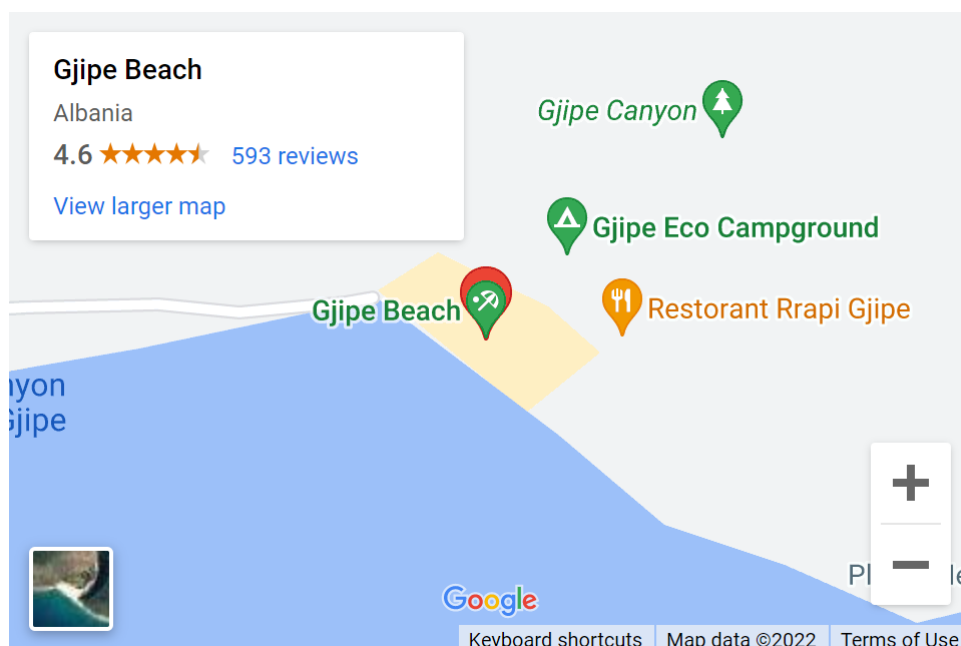 Gjipe Beach
Albania
4.6 593 reviews
View larger map
Gjipe Canyon
Gjipe Eco Campground
Gjipe Beach
Restorant Rrapi Gjipe
Gjipe
Google
Keyboard shortcuts Map data ©2022 Terms of Use